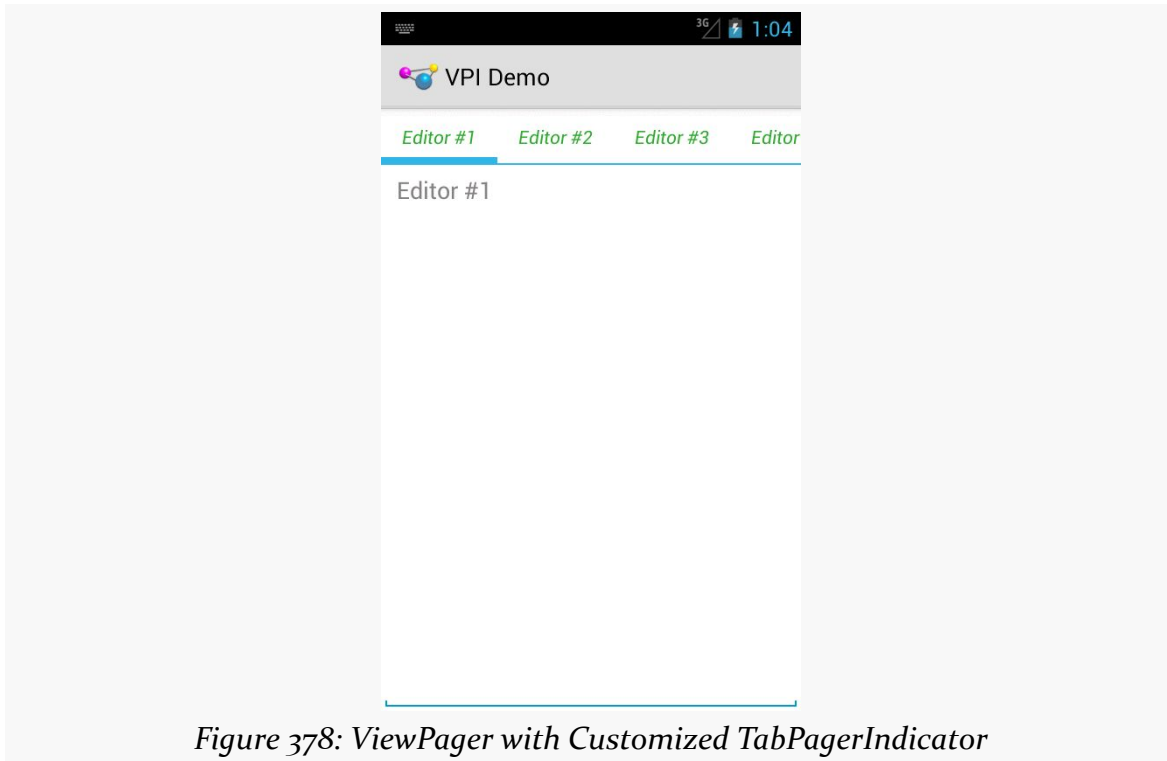 3G 1:04
VPI Demo
Editor #1 Editor #2 Editor #3 Editor
Editor #1
Figure 378: ViewPager with Customized TabPagerIndicator